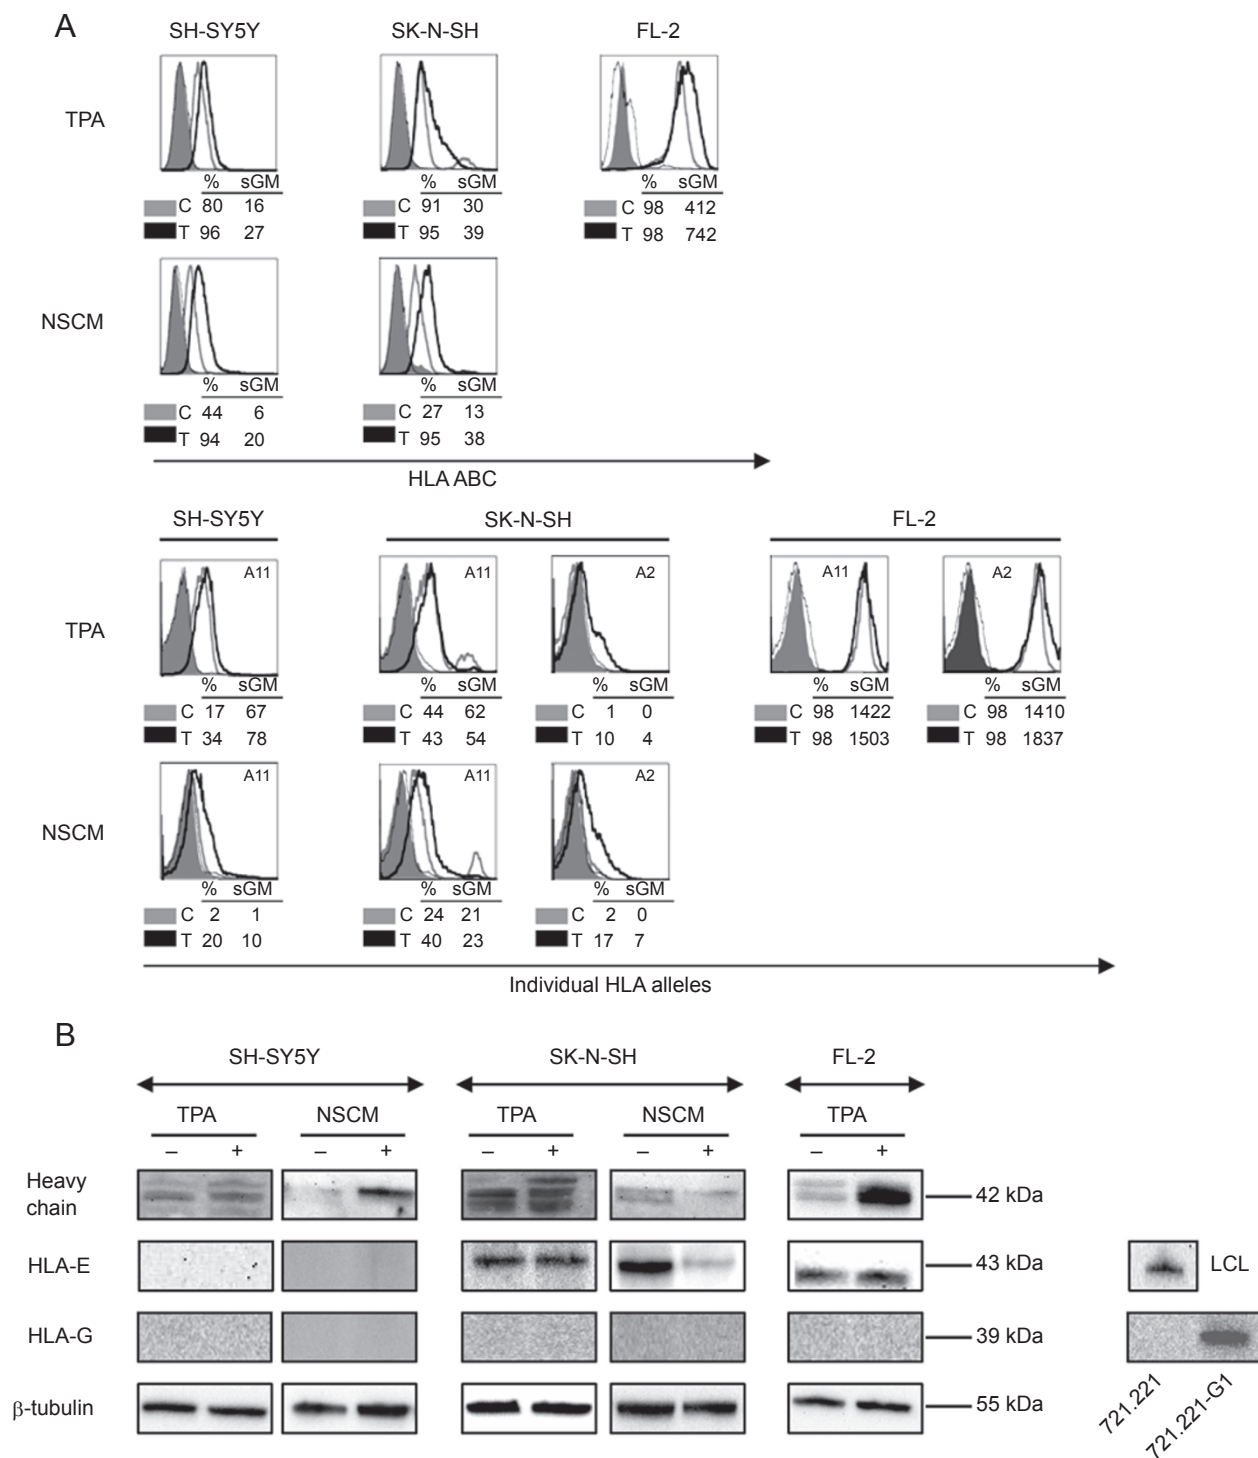 A
SH-SY5Y SK-N-SH FL-2
TPA
% sGM % sGM % sGM
C 80 16 C 91 30 C 98 412
T 96 27 T 95 39 T 98 742
NSCM
% sGM % sGM
C 44 6 C 27 13
T 94 20 T 95 38
HLA ABC
SH-SY5Y SK-N-SH FL-2
A11 A11 A2 A11 A2
TPA
% sGM % sGM % sGM % sGM % sGM
C 17 67 C 44 62 C 1 0 C 98 1422 C 98 1410
T 34 78 T 43 54 T 10 4 T 98 1503 T 98 1837
A11 A11 A2
NSCM
% sGM % sGM % sGM
C 2 1 C 24 21 C 2 0
T 20 10 T 40 23 T 17 7
Individual HLA alleles
B
SH-SY5Y SK-N-SH FL-2
TPA NSCM TPA NSCM TPA
– + – + – + – + – +
Heavy
chain
42 kDa
HLA-E 43 kDa LCL
HLA-G 39 kDa
β-tubulin 55 kDa
721.221
721.221-G1